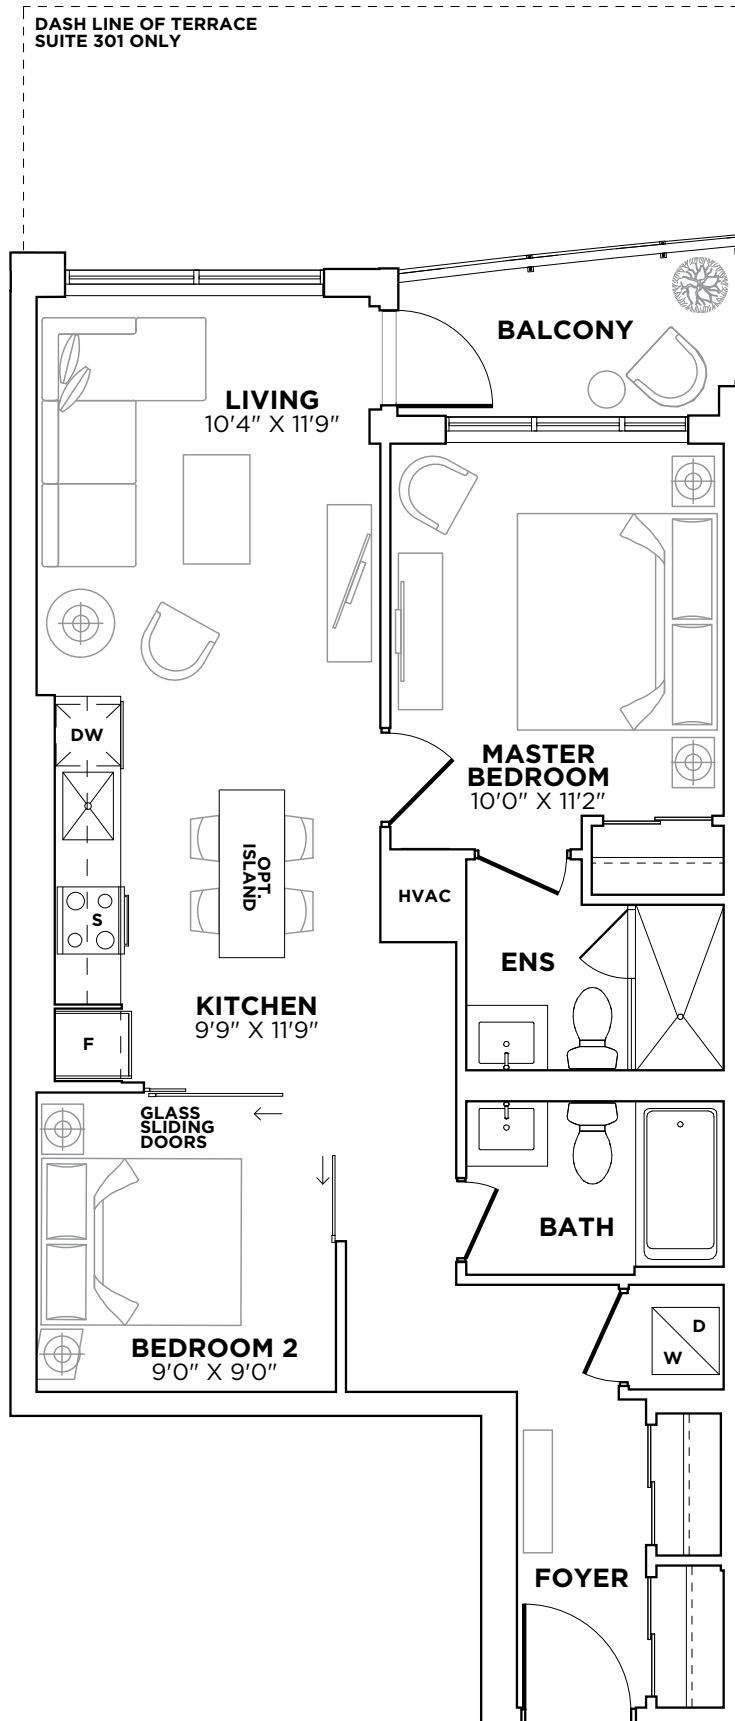 DASH LINE OF TERRACE
SUITE 301 ONLY
BALCONY
LIVING
10'4" X 11'9"
DW
MASTER
BEDROOM
10'0" X 11'2"
OPT.
ISLAND
HVAC
S
ENS
KITCHEN
9'9" X 11'9"
F
GLASS
SLIDING
DOORS
BATH
BEDROOM 2
9'0" X 9'0"
D
W
FOYER